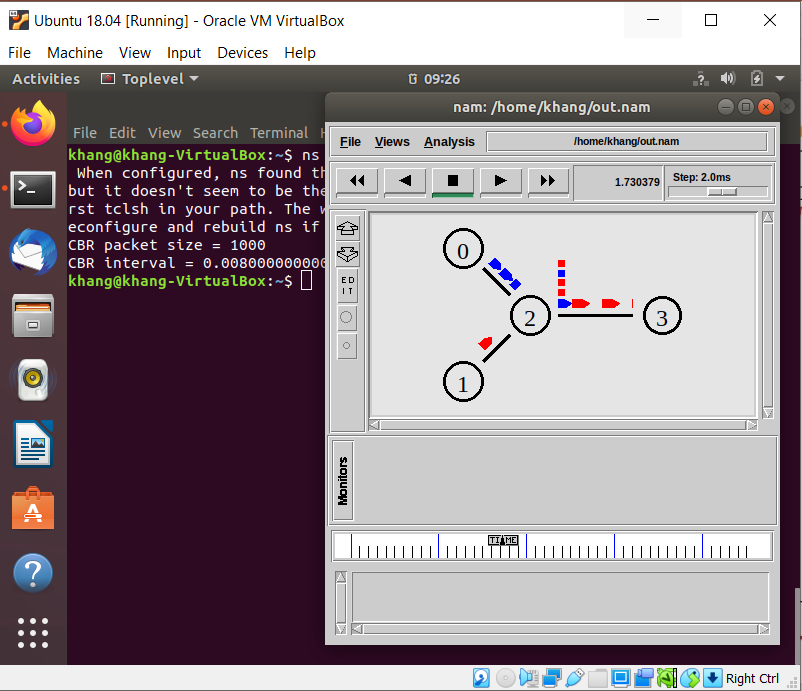 Ubuntu 18.04 [Running] - Oracle VM VirtualBox
File Machine View Input Devices Help
Activities Toplevel 09:26
nam: /home/khang/out.nam
File Edit View Search Terminal
File Views Analysis /home/khang/out.nam
khang@khang-VirtualBox:~$ ns
When configured, ns found th
but it doesn't seem to be the
rst tclsh in your path. The
econfigure and rebuild ns if
CBR packet size = 1000
CBR interval = 0.0080000000000
khang@khang-VirtualBox:~$
1.730379 Step: 2.0ms
EDIT
0
2
3
1
Monitors
TIME
Right Ctrl